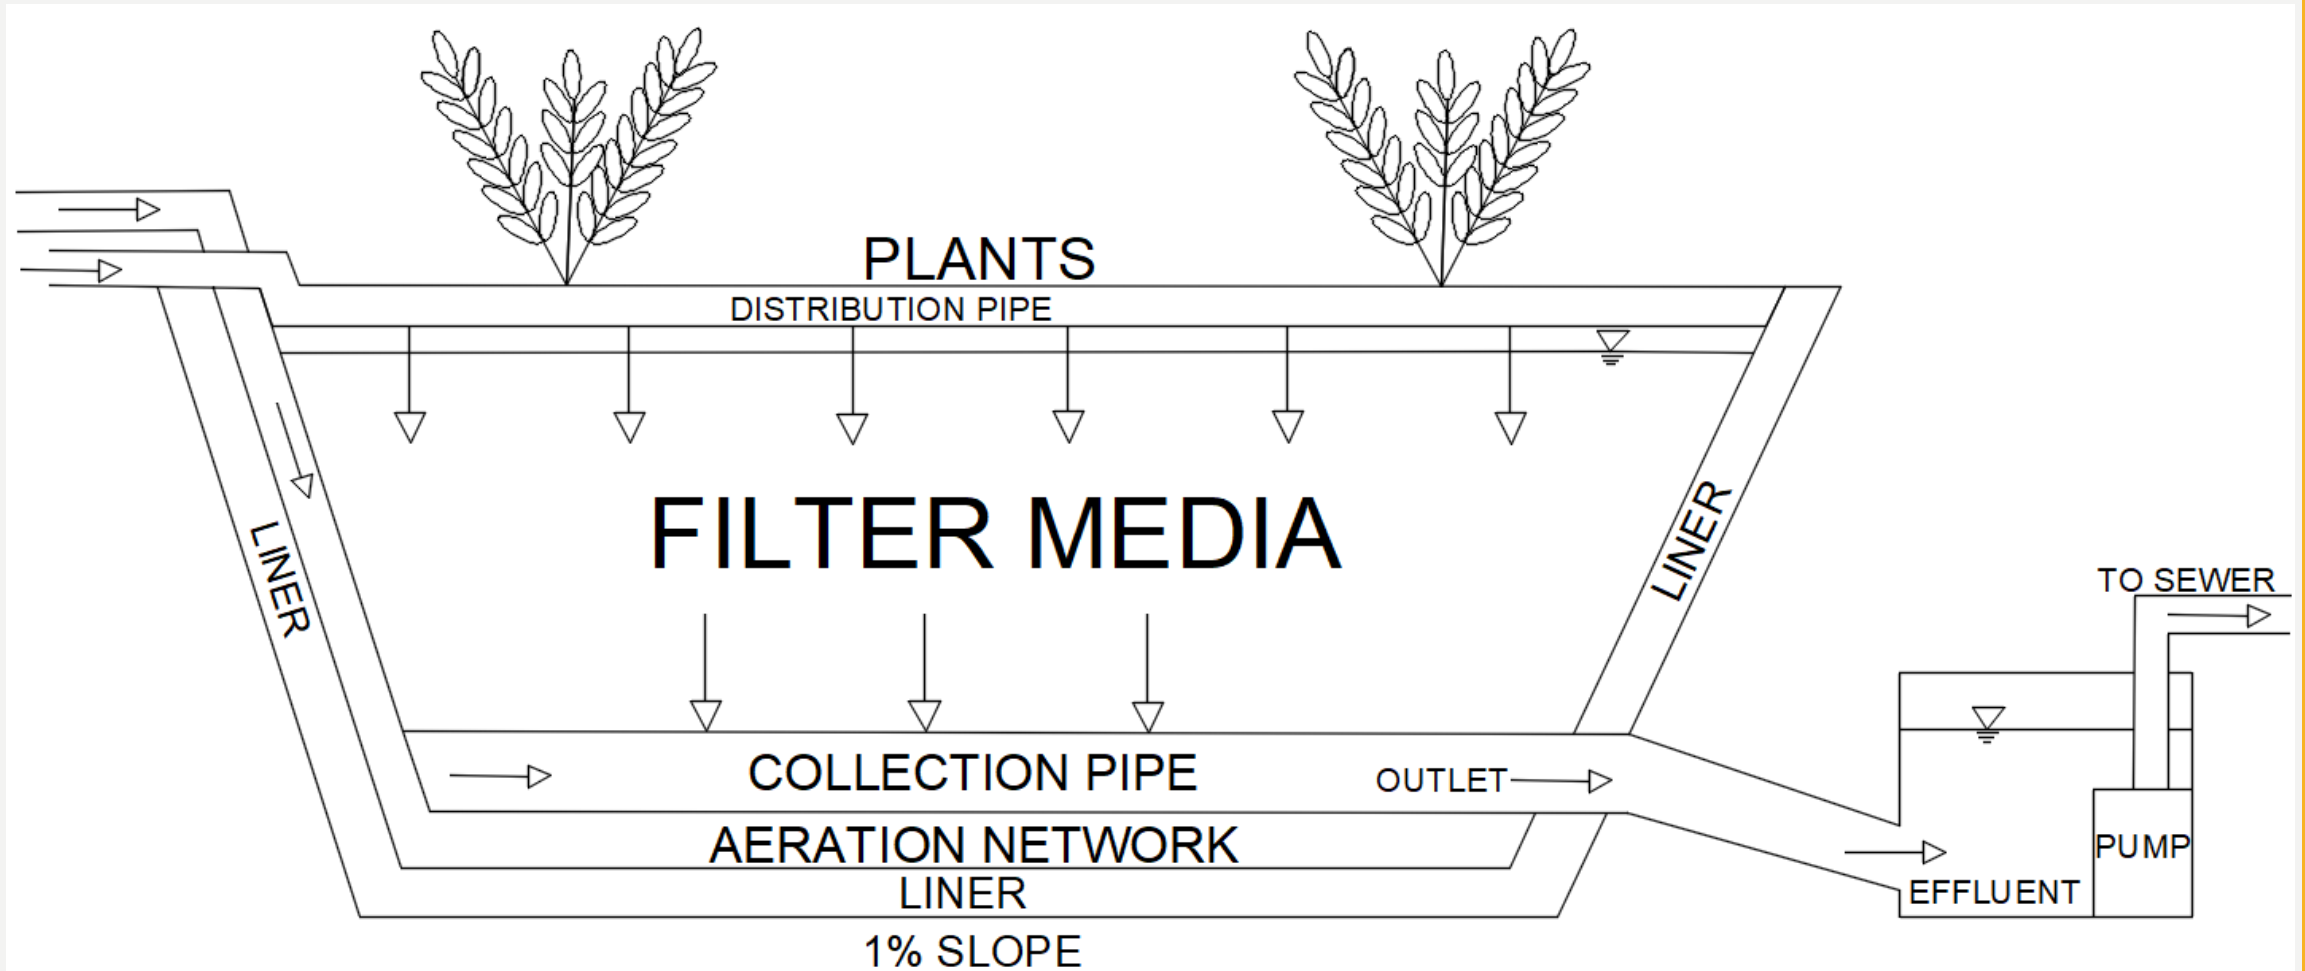 PLANTS
DISTRIBUTION PIPE
FILTER MEDIA
LINER
LINER
TO SEWER
COLLECTION PIPE
OUTLET
AERATION NETWORK
PUMP
LINER
EFFLUENT
1% SLOPE